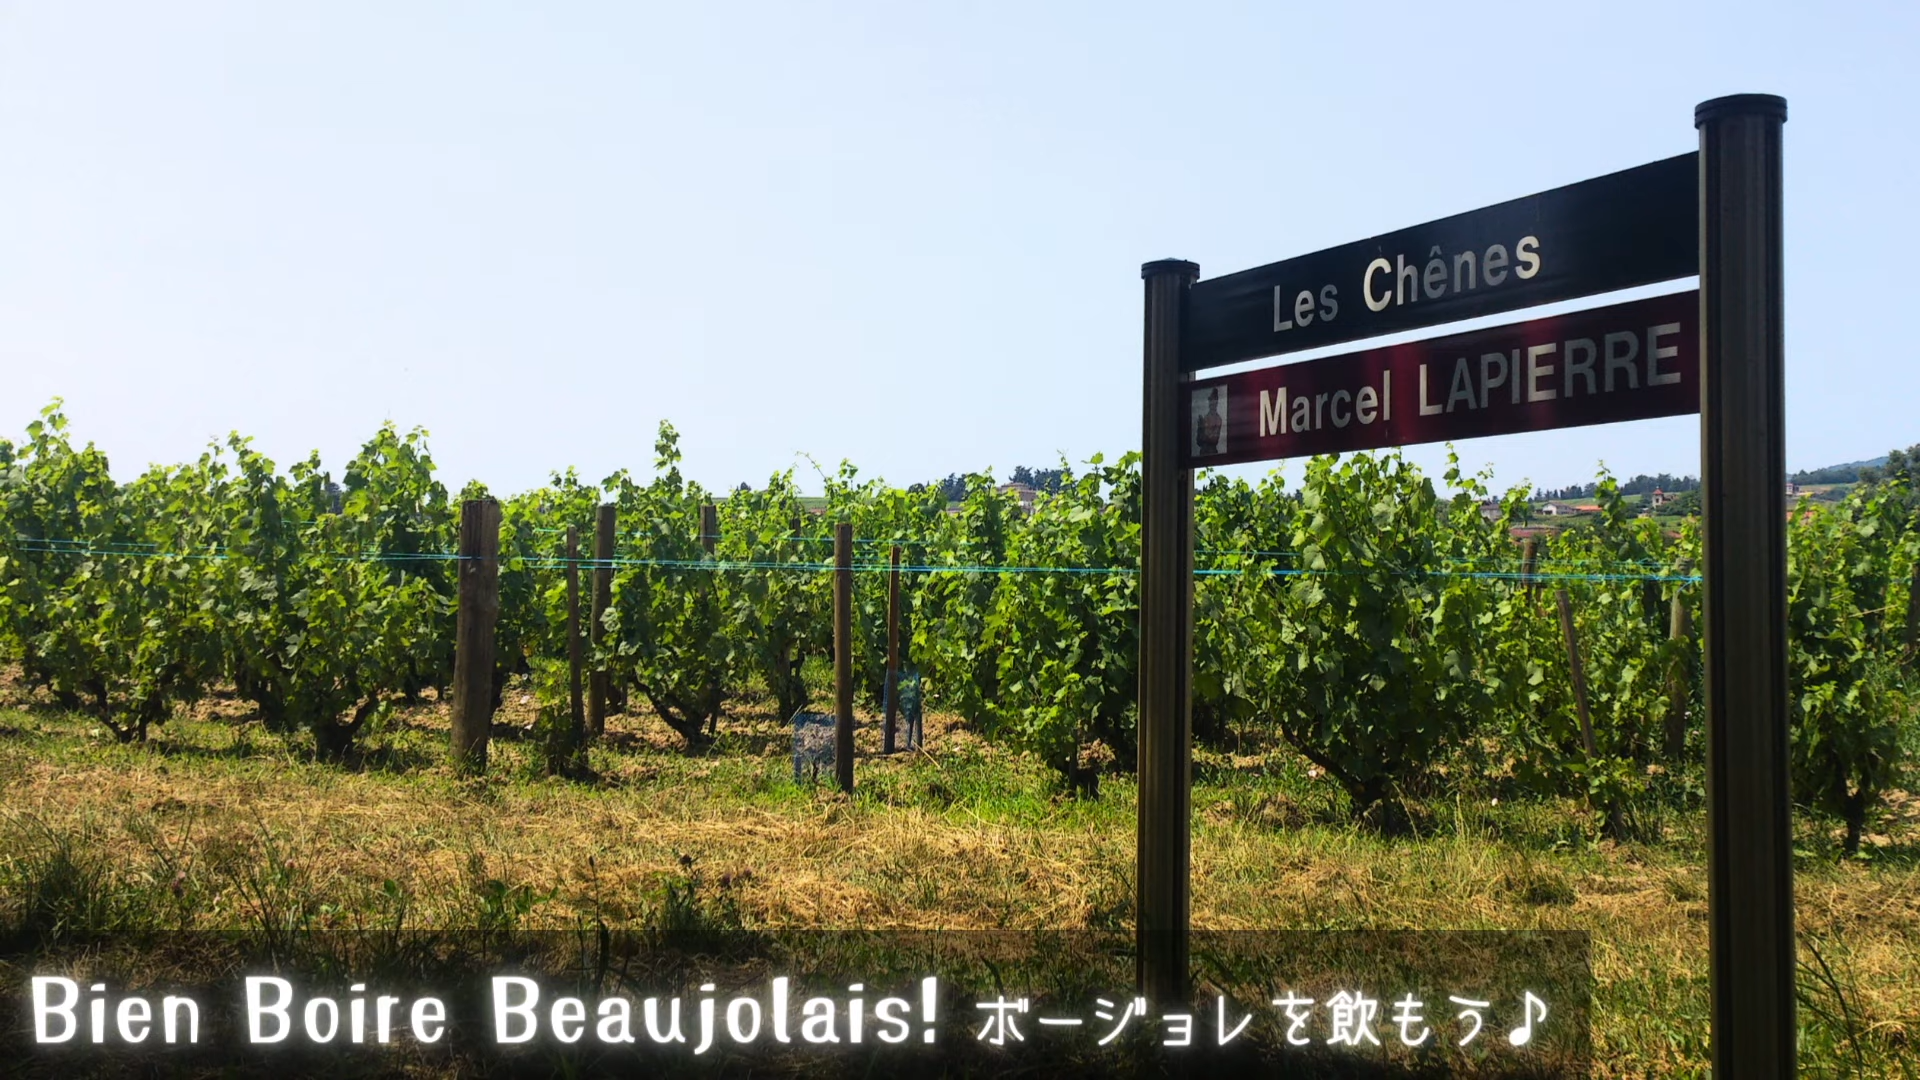 Les Chênes
Marcel LAPIERRE
Bien Boire Beaujolais! ボージョレを飲もう♪